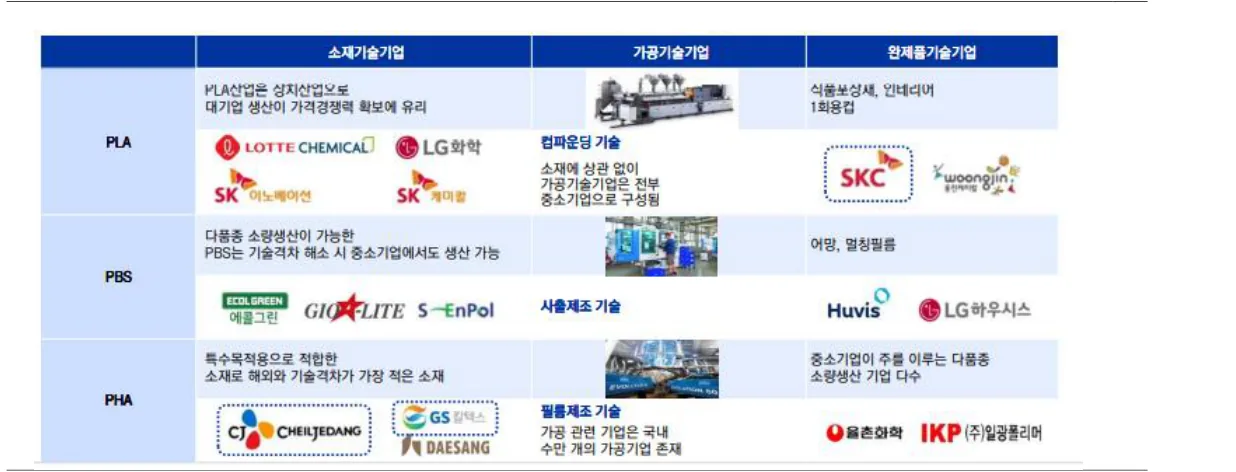 소재기술기업
가공기술기업
완제품기술기업
PLA
PLA산업은 장치산업으로
대기업 생산이 가격경쟁력 확보에 유리
LOTTE CHEMICAL
LG화학
SK 이노베이션
SK 케미칼
컴파운딩 기술
소재에 상관 없이
가공기술기업은 전부
중소기업으로 구성됨
식품포장재, 인테리어
1회용컵
SKC
woongjin
웅진케미칼
PBS
다품종 소량생산이 가능한
PBS는 기술격차 해소 시 중소기업에서도 생산 가능
ECOL GREEN
에콜그린
S-EnPol
사출제조 기술
어망, 멀칭필름
Huvis
LG하우시스
PHA
특수목적용으로 적합한
소재로 해외와 기술격차가 가장 적은 소재
CJ CHEILJEDANG
GS 칼텍스
DAESANG
필름제조 기술
가공 관련 기업은 국내
수만 개의 가공기업 존재
중소기업이 주를 이루는 다품종
소량생산 기업 다수
율촌화학
IKP (주)일광폴리머